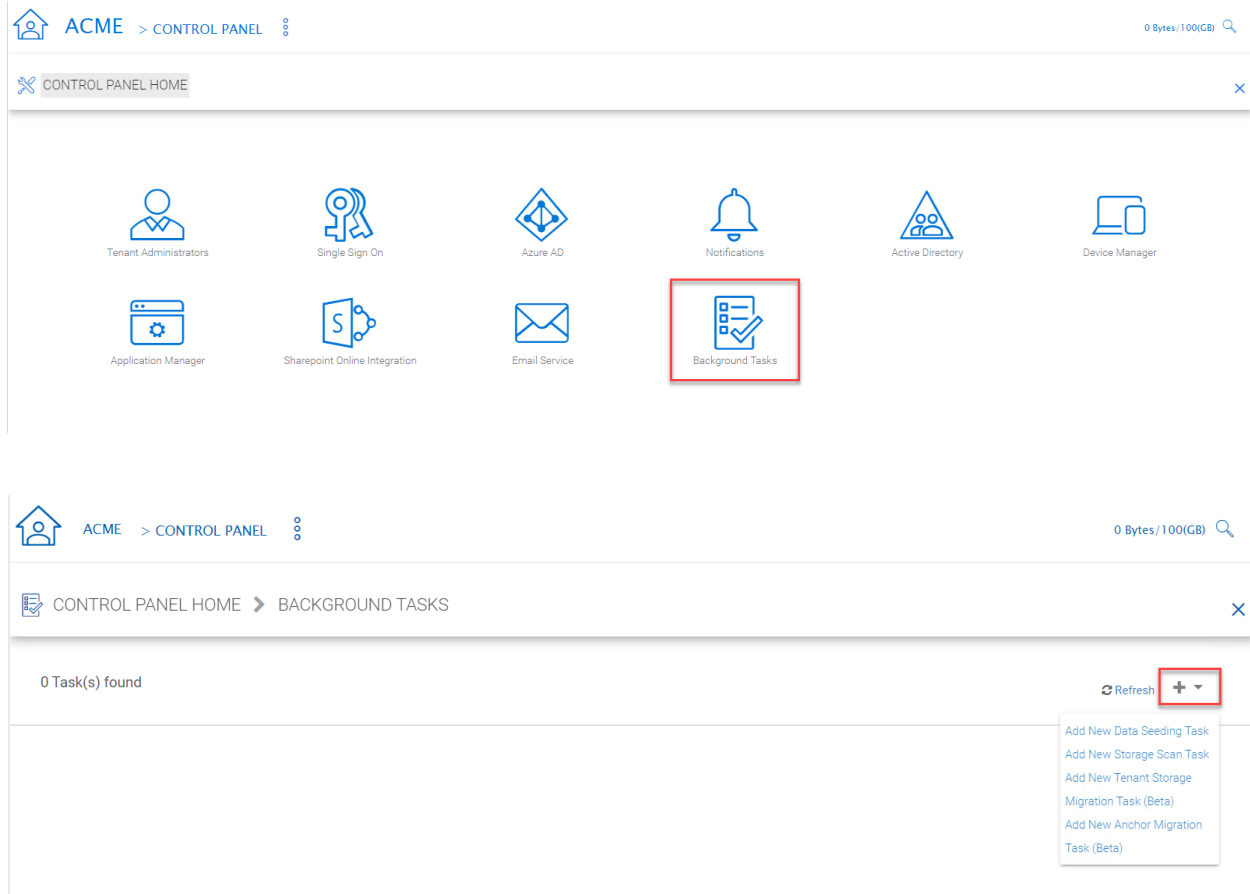 ACME > CONTROL PANEL
0 Bytes/100(GB)
CONTROL PANEL HOME
Tenant Administrators
Single Sign On
Azure AD
Notifications
Active Directory
Device Manager
Application Manager
S
Sharepoint Online Integration
Email Service
Background Tasks
ACME > CONTROL PANEL
0 Bytes/100(GB)
CONTROL PANEL HOME > BACKGROUND TASKS
0 Task(s) found
Refresh
Add New Data Seeding Task
Add New Storage Scan Task
Add New Tenant Storage
Migration Task (Beta)
Add New Anchor Migration
Task (Beta)